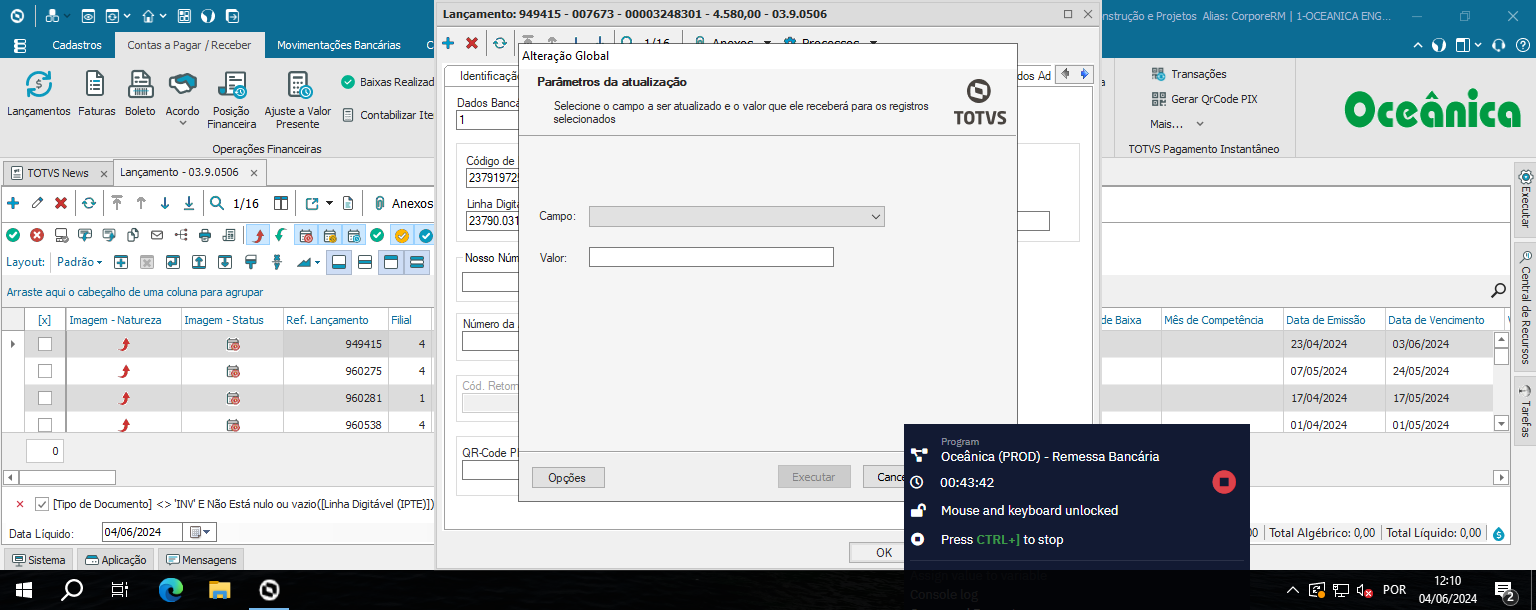 Lançamento: 949415 - 007673 - 00003248301 - 4.580,00 - 03.9.0506
nstrução e Projetos Alias: CorporeRM | 1-OCEANICA ENG...
Cadastros
Contas a Pagar / Receber
Movimentações Bancárias
Lançamentos
Faturas
Boleto
Acordo
Posição
Financeira
Ajuste a Valor
Presente
Baixas Realizad
Contabilizar Ite
Operações Financeiras
Transações
Gerar QrCode PIX
Mais...
TOTVS Pagamento Instantâneo
Oceânica
1/16
Anexos
Processos
Identificação
dos Ad
Dados Banca
1
Código de
237919725
Linha Digitá
23790.031
Nosso Núm
Número da
Cód. Retorn
QR-Code P
OK
Alteração Global
Parâmetros da atualização
Selecione o campo a ser atualizado e o valor que ele receberá para os registros
selecionados
TOTVS
Campo:
Valor:
Opções
Executar
Cance
TOTVS News
Lançamento - 03.9.0506
1/16
Anexos
Layout:
Padrão
Arraste aqui o cabeçalho de uma coluna para agrupar
[x] Imagem - Natureza Imagem - Status Ref. Lançamento Filial de Baixa Mês de Competência Data de Emissão Data de Vencimento
949415 4 23/04/2024 03/06/2024
960275 4 07/05/2024 24/05/2024
960281 1 17/04/2024 17/05/2024
960538 4 01/04/2024 01/05/2024
0
[Tipo de Documento] <> 'INV' E Não Está nulo ou vazio([Linha Digitável (IPTE)])
Data Líquido:
04/06/2024
00 Total Algébrico: 0,00 Total Líquido: 0,00
Sistema
Aplicação
Mensagens
Executar
Central de Recursos
Tarefas
Program
Oceânica (PROD) - Remessa Bancária
00:43:42
Mouse and keyboard unlocked
Press CTRL+] to stop
Console log
POR
12:10
04/06/2024
2